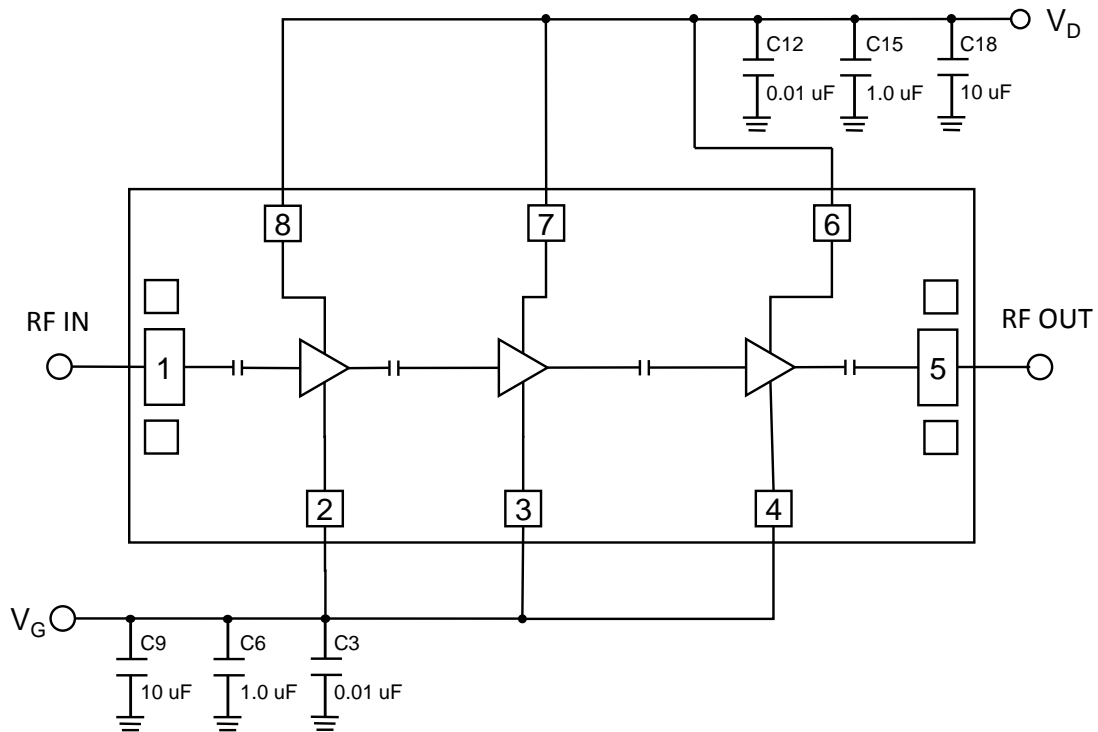 V_D
C12
C15
C18
0.01 uF
1.0 uF
10 uF
8
7
6
RF IN
RF OUT
1
5
2
3
4
V_G
C9
C6
C3
10 uF
1.0 uF
0.01 uF